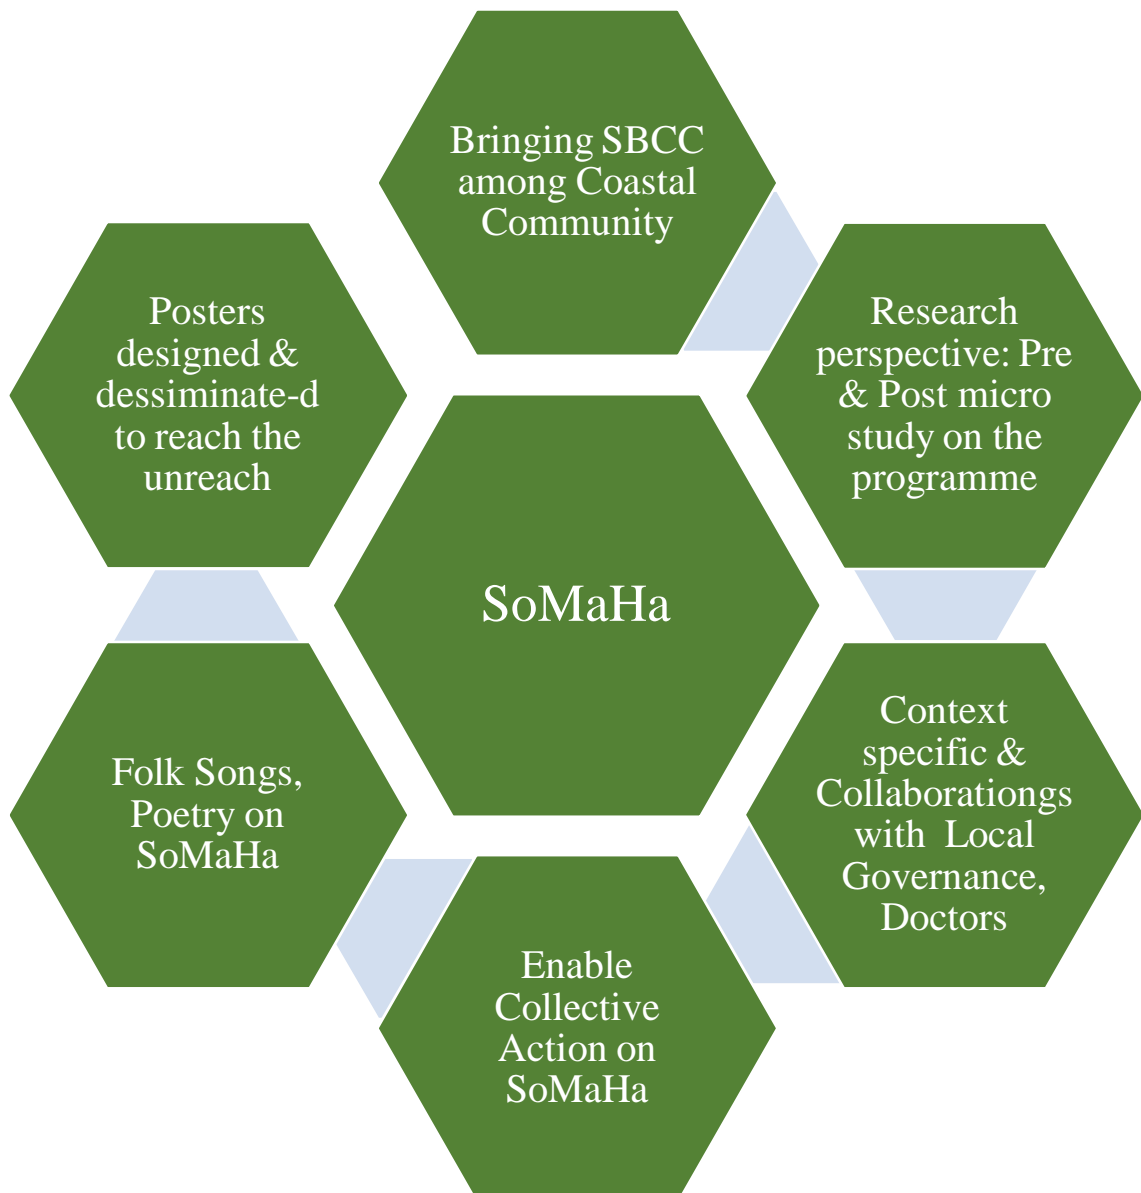 Bringing SBCC
among Coastal
Community
Research
perspective: Pre
& Post micro
study on the
programme
Context
specific &
Collaborationgs
with  Local
Governance,
Doctors
Enable
Collective
Action on
SoMaHa
Folk Songs,
Poetry on
SoMaHa
Posters
designed &
dessiminate-d
to reach the
unreach
SoMaHa